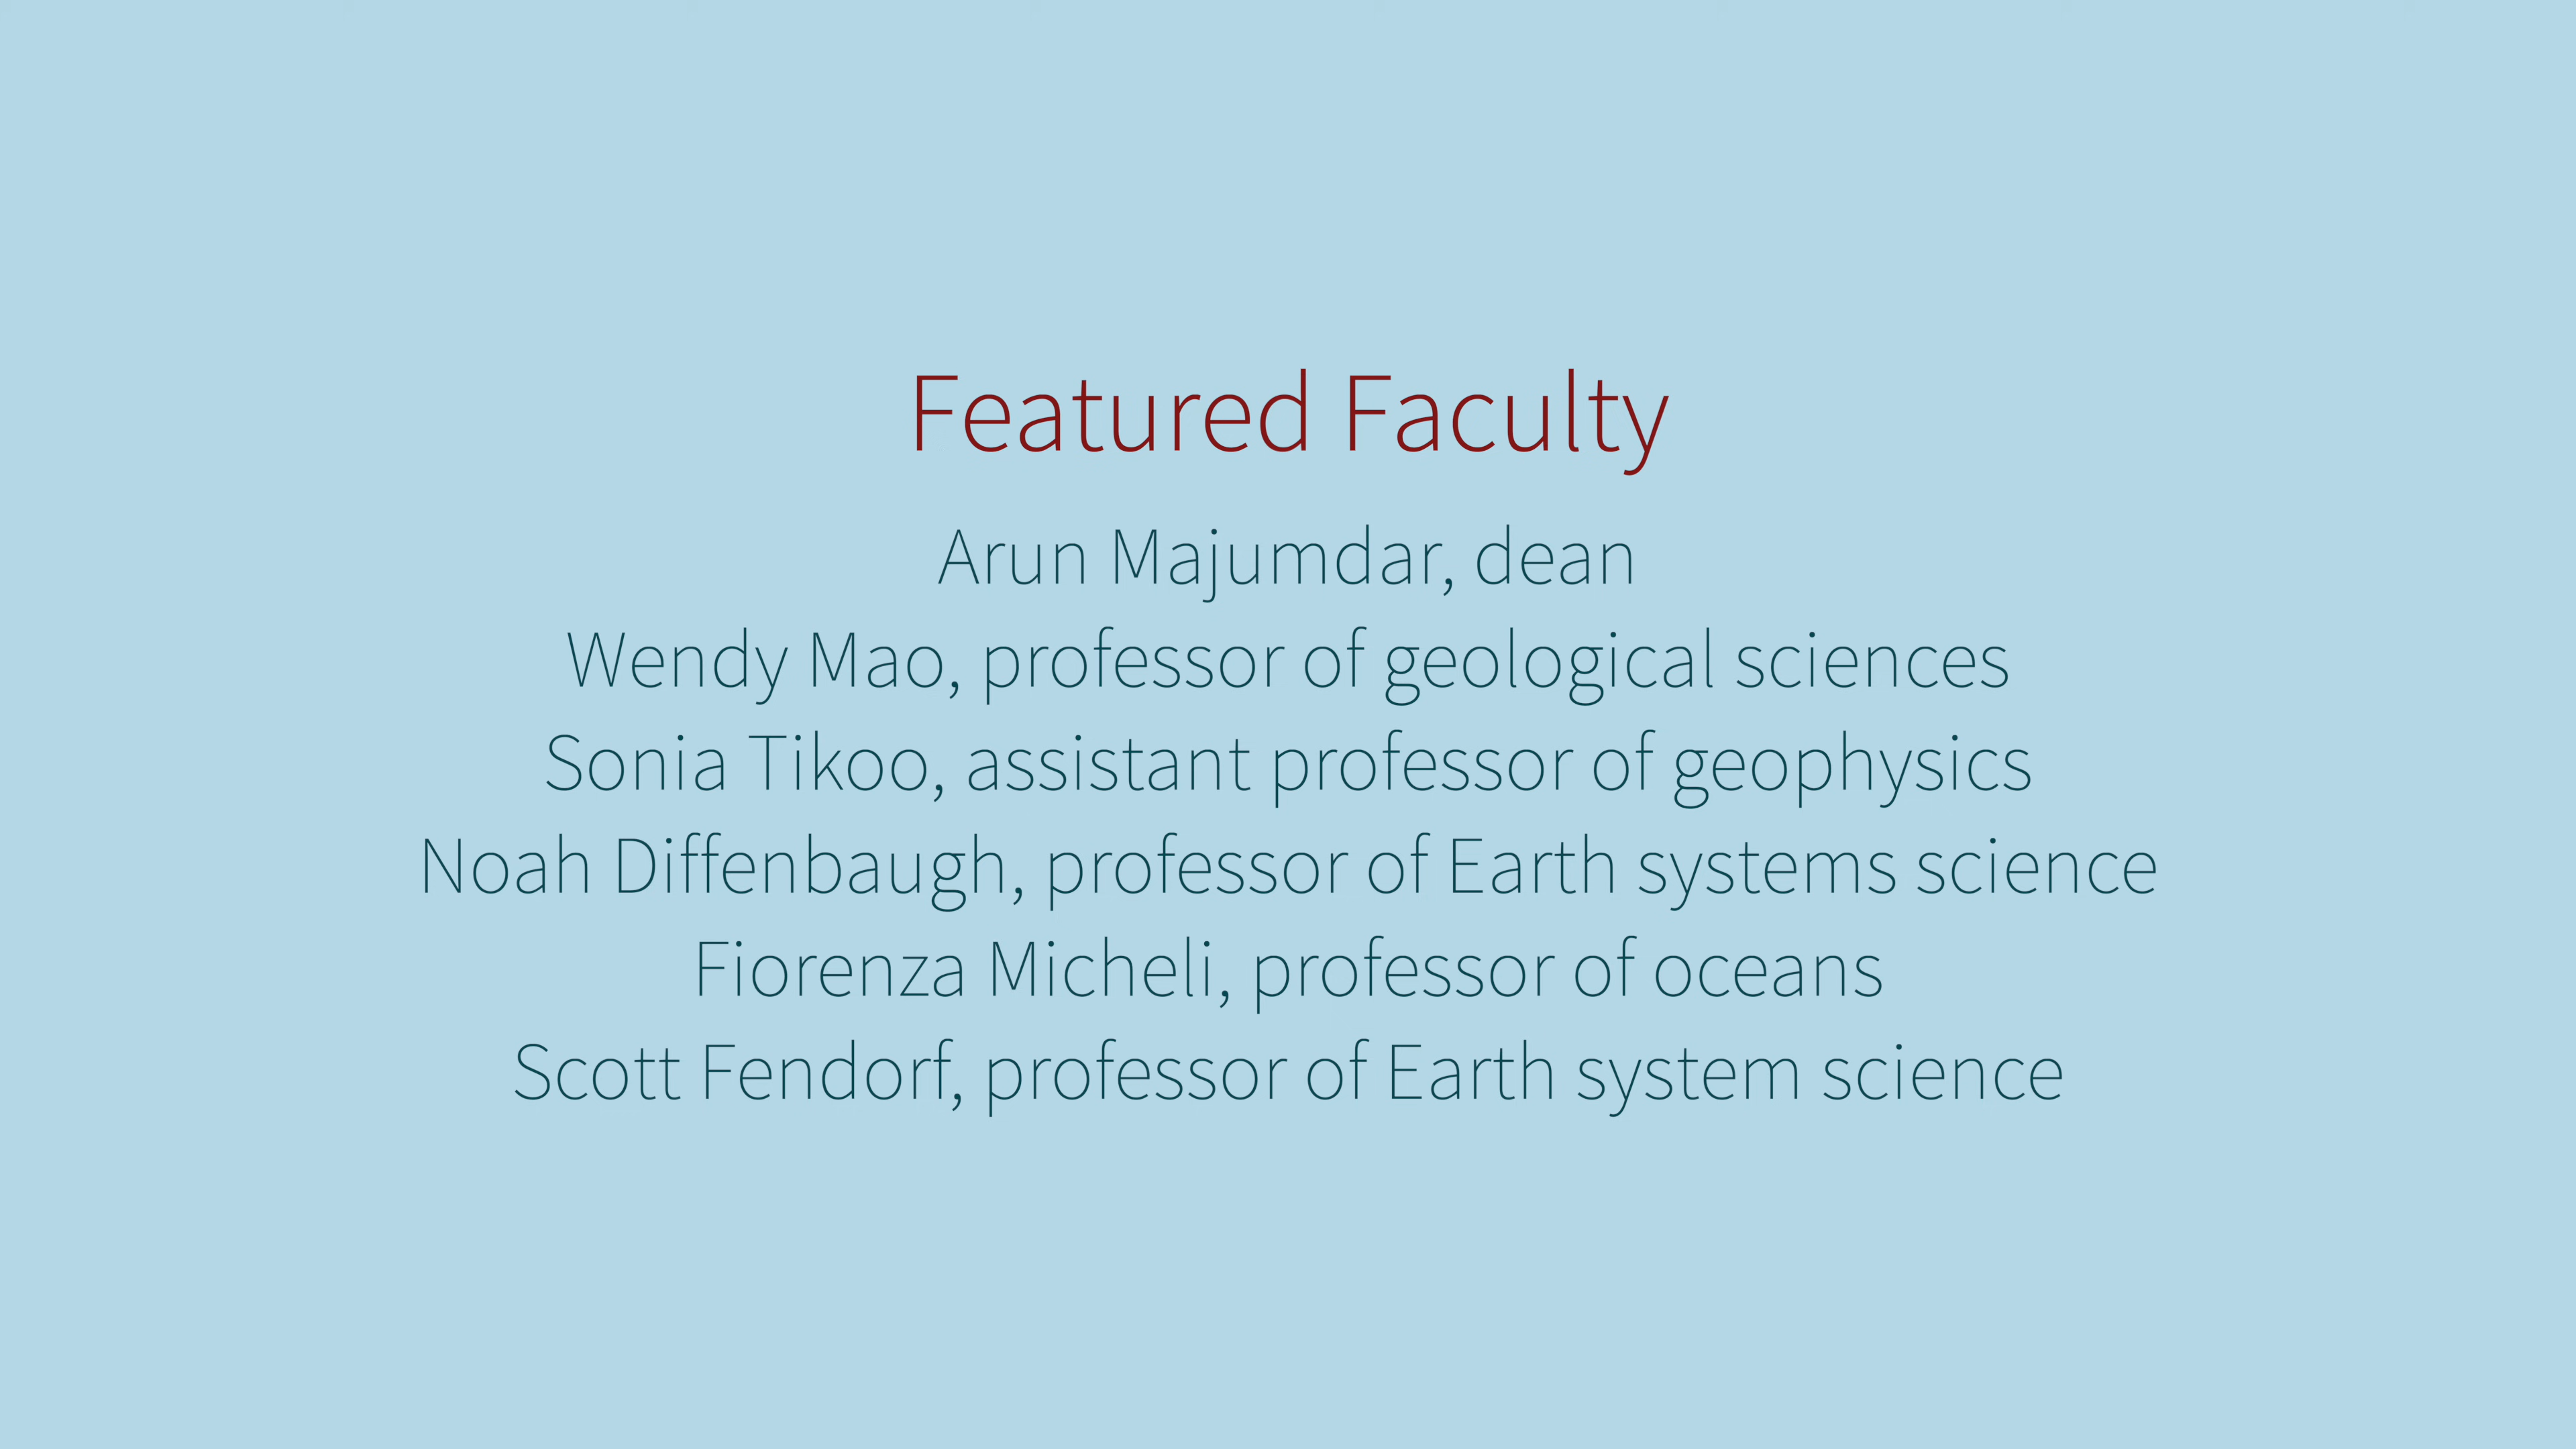 Featured Faculty
Arun Majumdar, dean
Wendy Mao, professor of geological sciences
Sonia Tikoo, assistant professor of geophysics
Noah Diffenbaugh, professor of Earth systems science
Fiorenza Micheli, professor of oceans
Scott Fendorf, professor of Earth system science